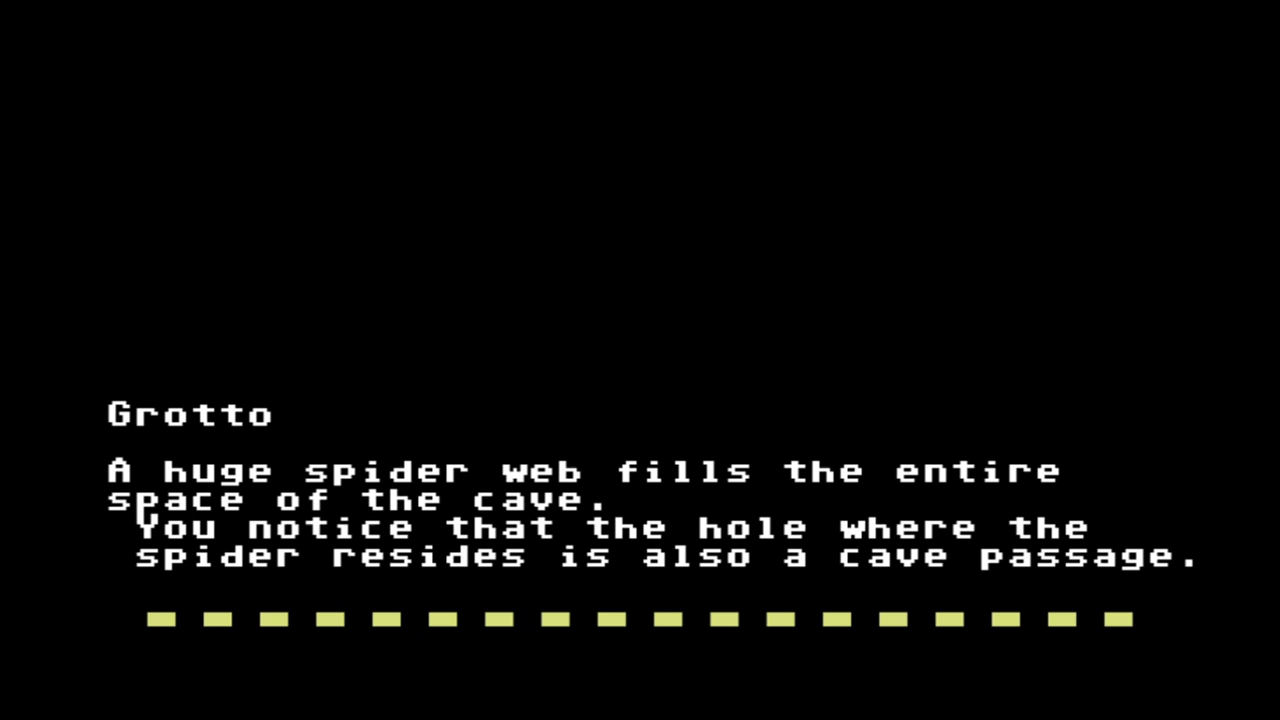 Grotto
A huge spider web fills the entire
space of the cave.
You notice that the hole where the
spider resides is also a cave passage.